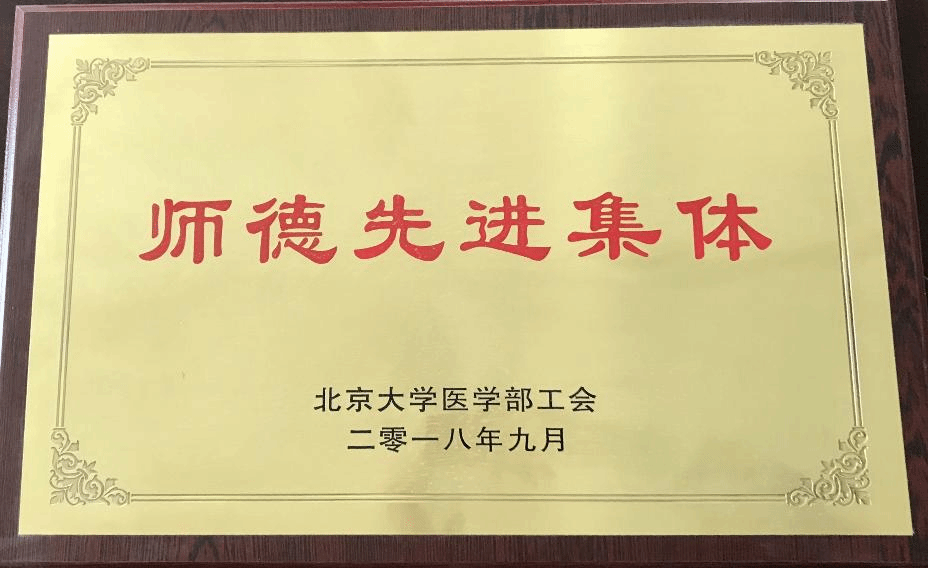 师德先进集体
北京大学医学部工会
二零一八年九月